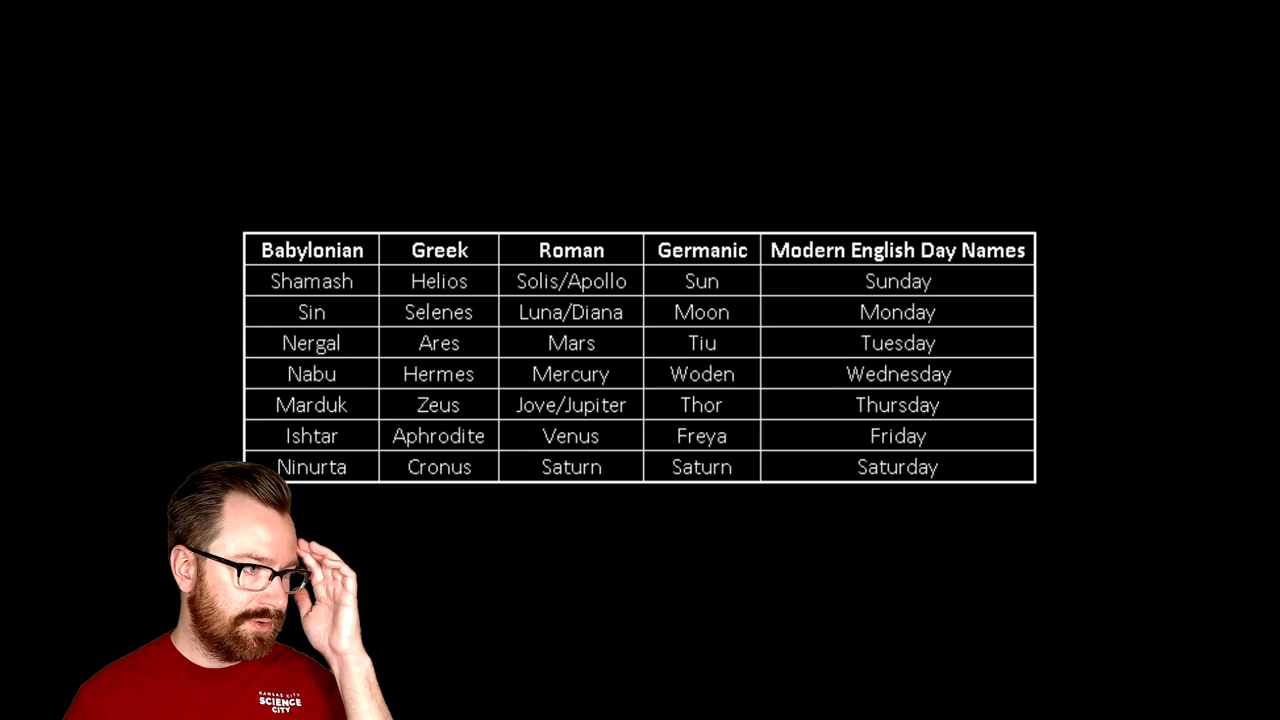 Babylonian Greek Roman Germanic Modern English Day Names
Shamash Helios Solis/Apollo Sun Sunday
Sin Selenes Luna/Diana Moon Monday
Nergal Ares Mars Tiu Tuesday
Nabu Hermes Mercury Woden Wednesday
Marduk Zeus Jove/Jupiter Thor Thursday
Ishtar Aphrodite Venus Freya Friday
Ninurta Cronus Saturn Saturn Saturday
KANSAS CITY
SCIENCE
CITY